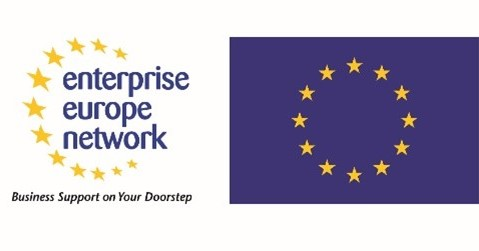 enterprise
europe
network
Business Support on Your Doorstep